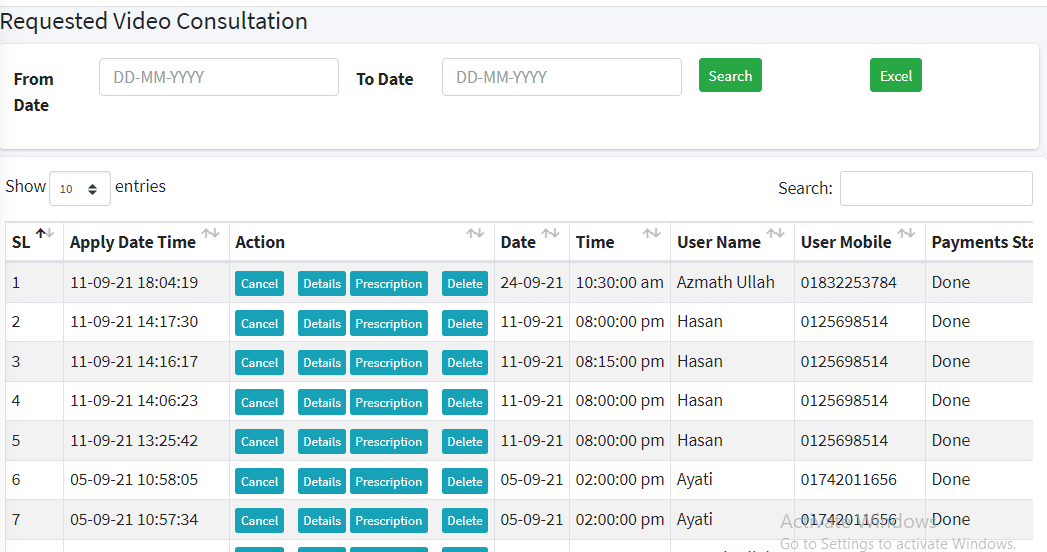 Requested Video Consultation
From Date DD-MM-YYYY To Date DD-MM-YYYY Search Excel
Show 10 entries Search:
SL Apply Date Time Action Date Time User Name User Mobile Payments Sta
1 11-09-21 18:04:19 Cancel Details Prescription Delete 24-09-21 10:30:00 am Azmath Ullah 01832253784 Done
2 11-09-21 14:17:30 Cancel Details Prescription Delete 11-09-21 08:00:00 pm Hasan 0125698514 Done
3 11-09-21 14:16:17 Cancel Details Prescription Delete 11-09-21 08:15:00 pm Hasan 0125698514 Done
4 11-09-21 14:06:23 Cancel Details Prescription Delete 11-09-21 08:00:00 pm Hasan 0125698514 Done
5 11-09-21 13:25:42 Cancel Details Prescription Delete 11-09-21 08:00:00 pm Hasan 0125698514 Done
6 05-09-21 10:58:05 Cancel Details Prescription Delete 05-09-21 02:00:00 pm Ayati 01742011656 Done
7 05-09-21 10:57:34 Cancel Details Prescription Delete 05-09-21 02:00:00 pm Ayati 01742011656 Done
Activate Windows
Go to Settings to activate Windows.